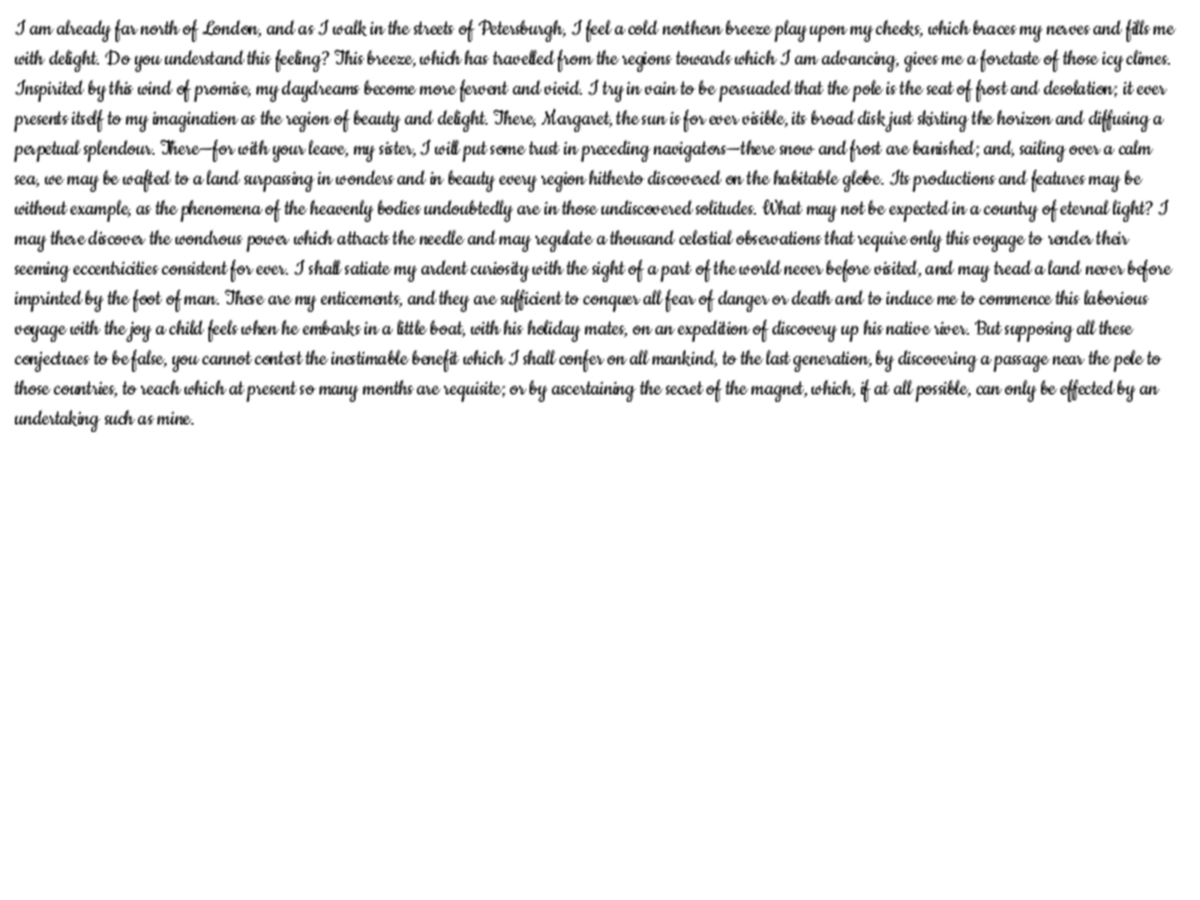 I am already far north of London, and as I walk in the streets of Petersburgh, I feel a cold northern breeze play upon my cheeks, which braces my nerves and fills me
with delight. Do you understand this feeling? This breeze, which has travelled from the regions towards which I am advancing, gives me a foretaste of those icy climes.
Inspirited by this wind of promise, my daydreams become more fervent and vivid. I try in vain to be persuaded that the pole is the seat of frost and desolation; it ever
presents itself to my imagination as the region of beauty and delight. There, Margaret, the sun is for ever visible, its broad disk just skirting the horizon and diffusing a
perpetual splendour. There—for with your leave, my sister, I will put some trust in preceding navigators—there snow and frost are banished; and, sailing over a calm
sea, we may be wafted to a land surpassing in wonders and in beauty every region hitherto discovered on the habitable globe. Its productions and features may be
without example, as the phenomena of the heavenly bodies undoubtedly are in those undiscovered solitudes. What may not be expected in a country of eternal light? I
may there discover the wondrous power which attracts the needle and may regulate a thousand celestial observations that require only this voyage to render their
seeming eccentricities consistent for ever. I shall satiate my ardent curiosity with the sight of a part of the world never before visited, and may tread a land never before
imprinted by the foot of man. These are my enticements, and they are sufficient to conquer all fear of danger or death and to induce me to commence this laborious
voyage with the joy a child feels when he embarks in a little boat, with his holiday mates, on an expedition of discovery up his native river. But supposing all these
conjectures to be false, you cannot contest the inestimable benefit which I shall confer on all mankind, to the last generation, by discovering a passage near the pole to
those countries, to reach which at present so many months are requisite; or by ascertaining the secret of the magnet, which, if at all possible, can only be effected by an
undertaking such as mine.